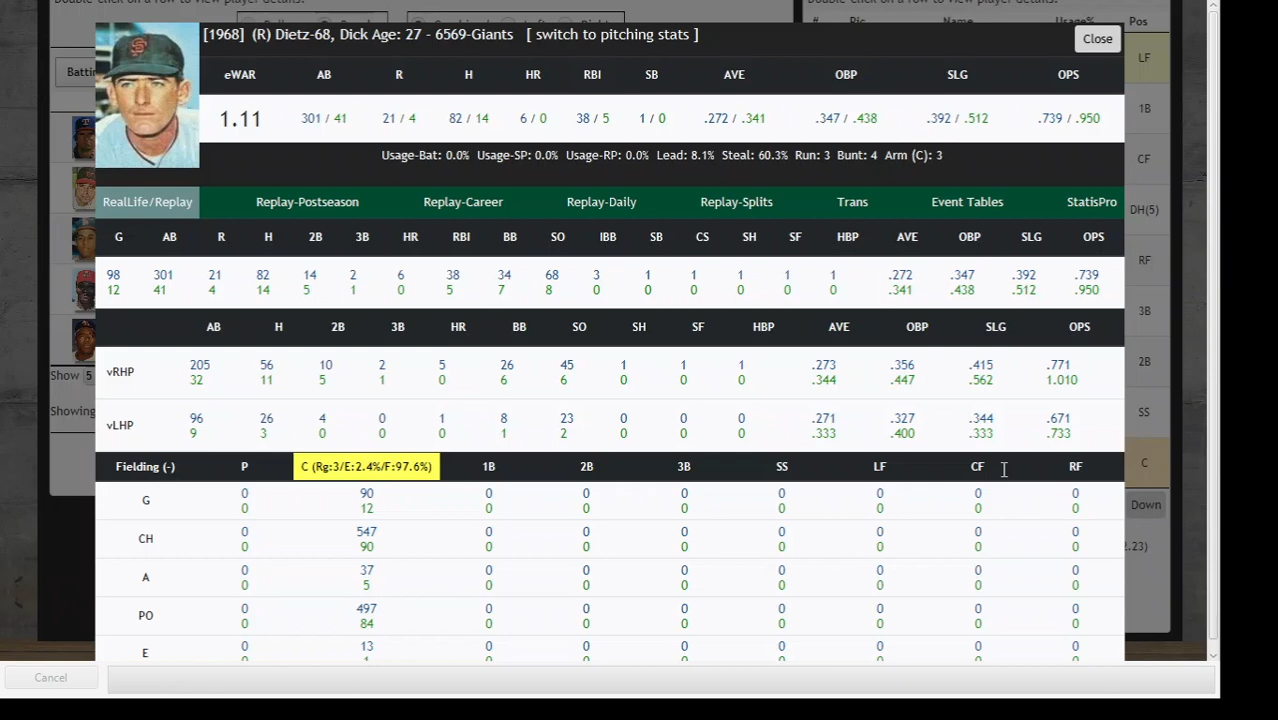 [1968] (R) Dietz-68, Dick Age: 27 - 6569-Giants [ switch to pitching stats ]
Close
eWAR AB R H HR RBI SB AVE OBP SLG OPS
1.11 301 / 41 21 / 4 82 / 14 6 / 0 38 / 5 1 / 0 .272 / .341 .347 / .438 .392 / .512 .739 / .950
Usage-Bat: 0.0% Usage-SP: 0.0% Usage-RP: 0.0% Lead: 8.1% Steal: 60.3% Run: 3 Bunt: 4 Arm (C): 3
RealLife/Replay Replay-Postseason Replay-Career Replay-Daily Replay-Splits Trans Event Tables StatisPro
G AB R H 2B 3B HR RBI BB SO IBB SB CS SH SF HBP AVE OBP SLG OPS
98 301 21 82 14 2 6 38 34 68 3 1 1 1 1 1 .272 .347 .392 .739
12 41 4 14 5 1 0 5 7 8 0 0 0 0 0 0 .341 .438 .512 .950
AB H 2B 3B HR BB SO SH SF HBP AVE OBP SLG OPS
vRHP
205 56 10 2 5 26 45 1 1 1 .273 .356 .415 .771
32 11 5 1 0 6 6 0 0 0 .344 .447 .562 1.010
vLHP
96 26 4 0 1 8 23 0 0 0 .271 .327 .344 .671
9 3 0 0 0 1 2 0 0 0 .333 .400 .333 .733
Fielding (-) P C (Rg:3/E:2.4%/F:97.6%) 1B 2B 3B SS LF CF RF
G
0 90 0 0 0 0 0 0 0
0 12 0 0 0 0 0 0 0
CH
0 547 0 0 0 0 0 0 0
0 90 0 0 0 0 0 0 0
A
0 37 0 0 0 0 0 0 0
0 5 0 0 0 0 0 0 0
PO
0 497 0 0 0 0 0 0 0
0 84 0 0 0 0 0 0 0
E
0 13 0 0 0 0 0 0 0
Pos
LF
1B
CF
DH(5)
RF
3B
2B
SS
C
Down
Show 5
Showing
Cancel